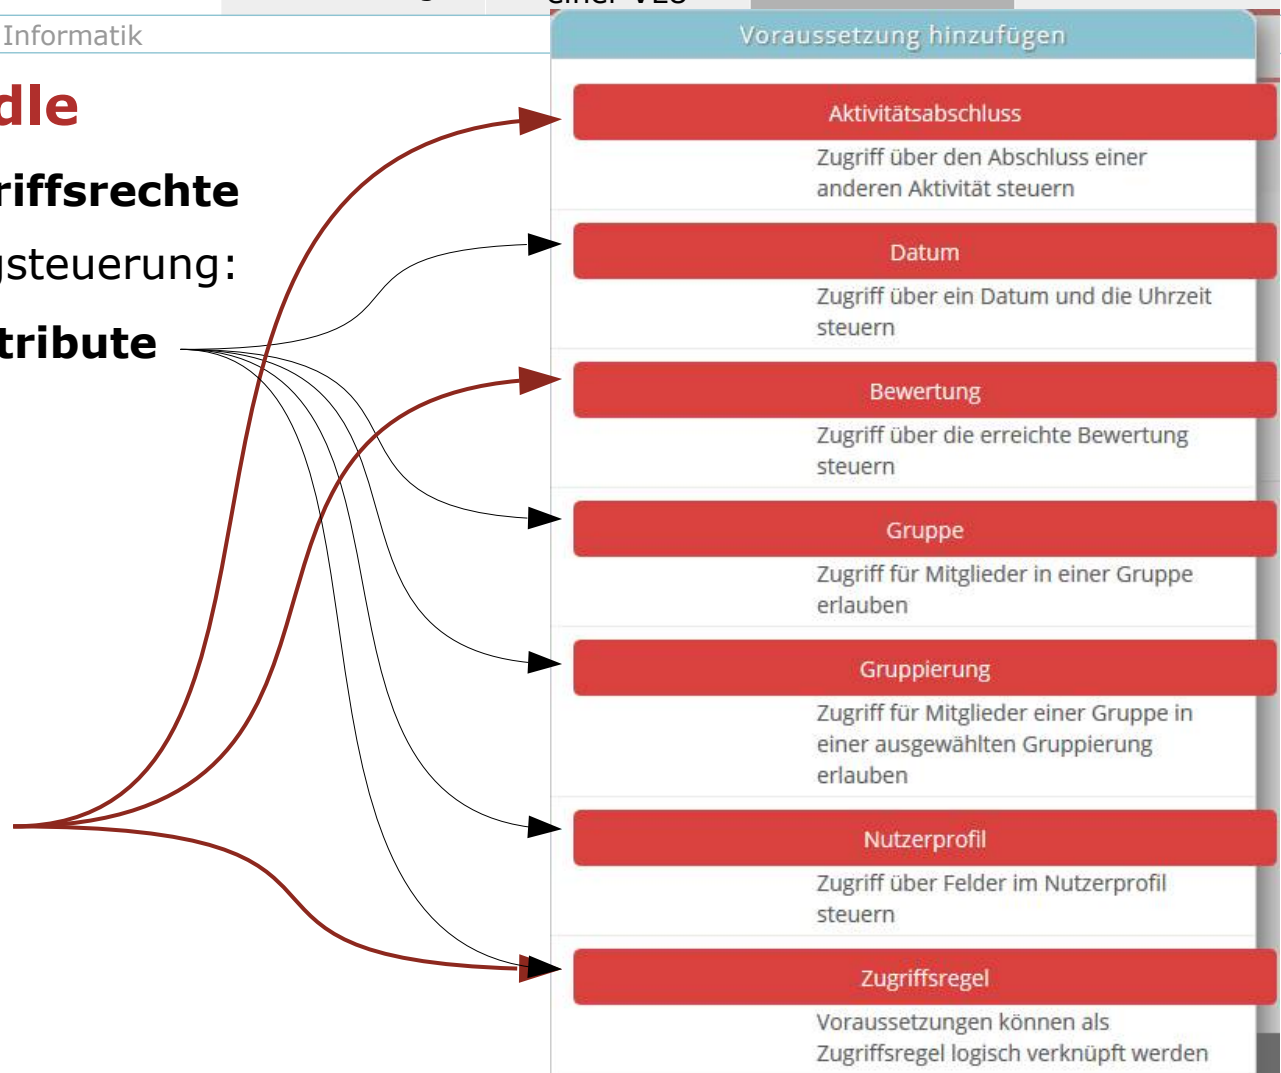 einer VLU
Informatik
Voraussetzung hinzufügen
dle
riffsrechte
gsteuerung:
tribute
Aktivitätsabschluss
Zugriff über den Abschluss einer
anderen Aktivität steuern
Datum
Zugriff über ein Datum und die Uhrzeit
steuern
Bewertung
Zugriff über die erreichte Bewertung
steuern
Gruppe
Zugriff für Mitglieder in einer Gruppe
erlauben
Gruppierung
Zugriff für Mitglieder einer Gruppe in
einer ausgewählten Gruppierung
erlauben
Nutzerprofil
Zugriff über Felder im Nutzerprofil
steuern
Zugriffsregel
Voraussetzungen können als
Zugriffsregel logisch verknüpft werden